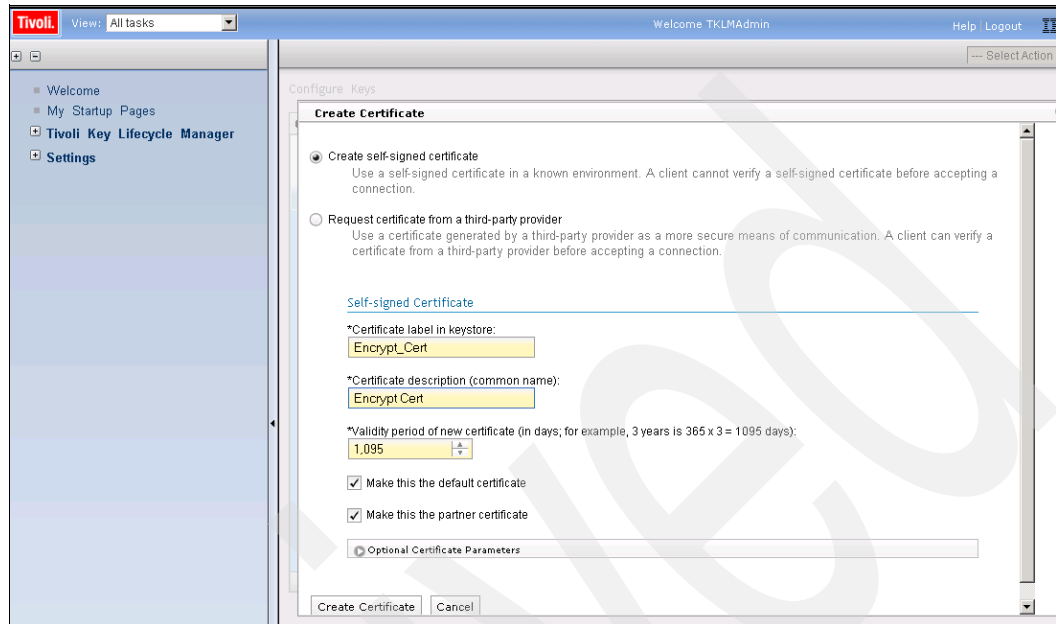 Tivoli. View: All tasks Welcome TKLMAdmin Help Logout
--- Select Action
Welcome
My Startup Pages
Tivoli Key Lifecycle Manager
Settings
Configure Keys
Create Certificate
Create self-signed certificate
Use a self-signed certificate in a known environment. A client cannot verify a self-signed certificate before accepting a
connection.
Request certificate from a third-party provider
Use a certificate generated by a third-party provider as a more secure means of communication. A client can verify a
certificate from a third-party provider before accepting a connection.
Self-signed Certificate
*Certificate label in keystore:
Encrypt_Cert
*Certificate description (common name):
Encrypt Cert
*Validity period of new certificate (in days; for example, 3 years is 365 x 3 = 1095 days):
1,095
Make this the default certificate
Make this the partner certificate
Optional Certificate Parameters
Create Certificate Cancel